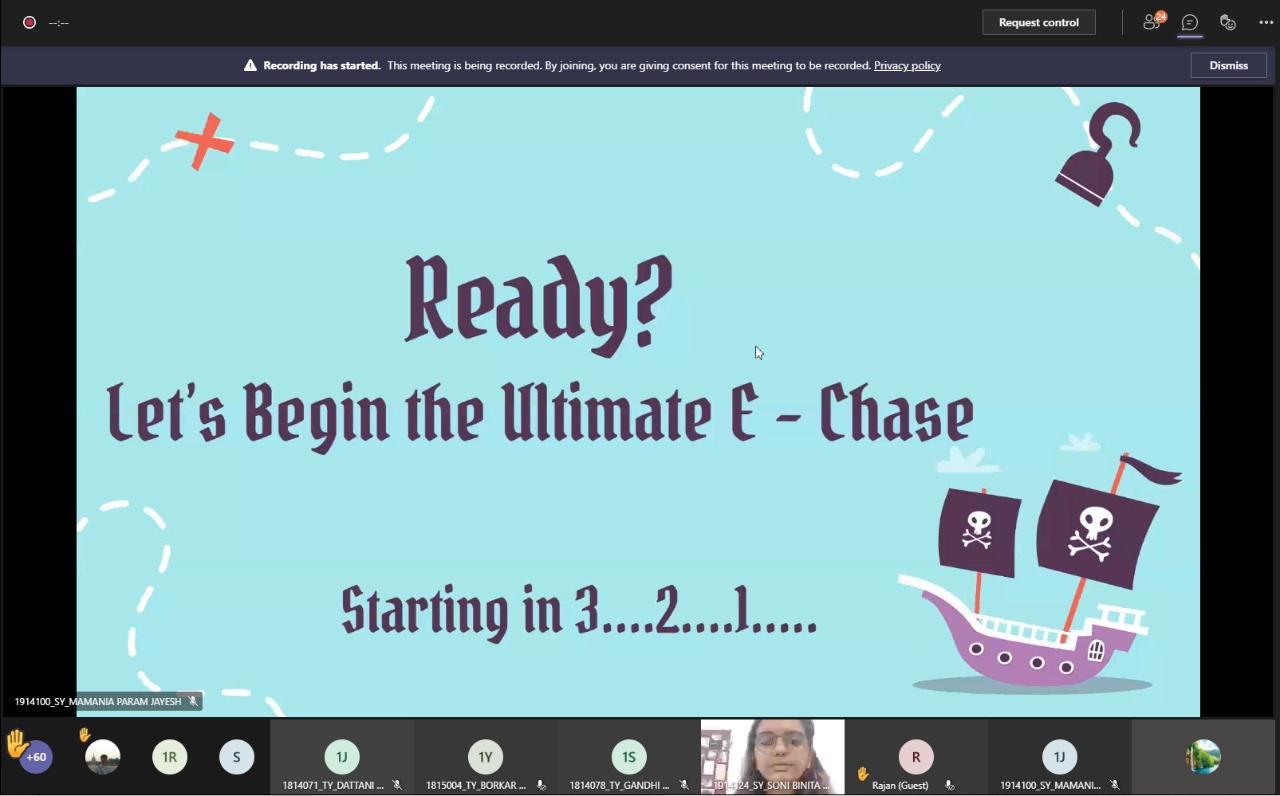 --:--
Request control
24
Recording has started. This meeting is being recorded. By joining, you are giving consent for this meeting to be recorded. Privacy policy
Dismiss
Ready?
Let's Begin the Ultimate E - Chase
Starting in 3....2....1.....
1914100_SY_MAMANIA PARAM JAYESH
+60
1R
S
1J
1814071_TY_DATTANI ...
1Y
1815004_TY_BORKAR ...
1S
1814078_TY_GANDHI ...
1914124_SY_SONI BINITA ...
R
Rajan (Guest)
1J
1914100_SY_MAMANI...